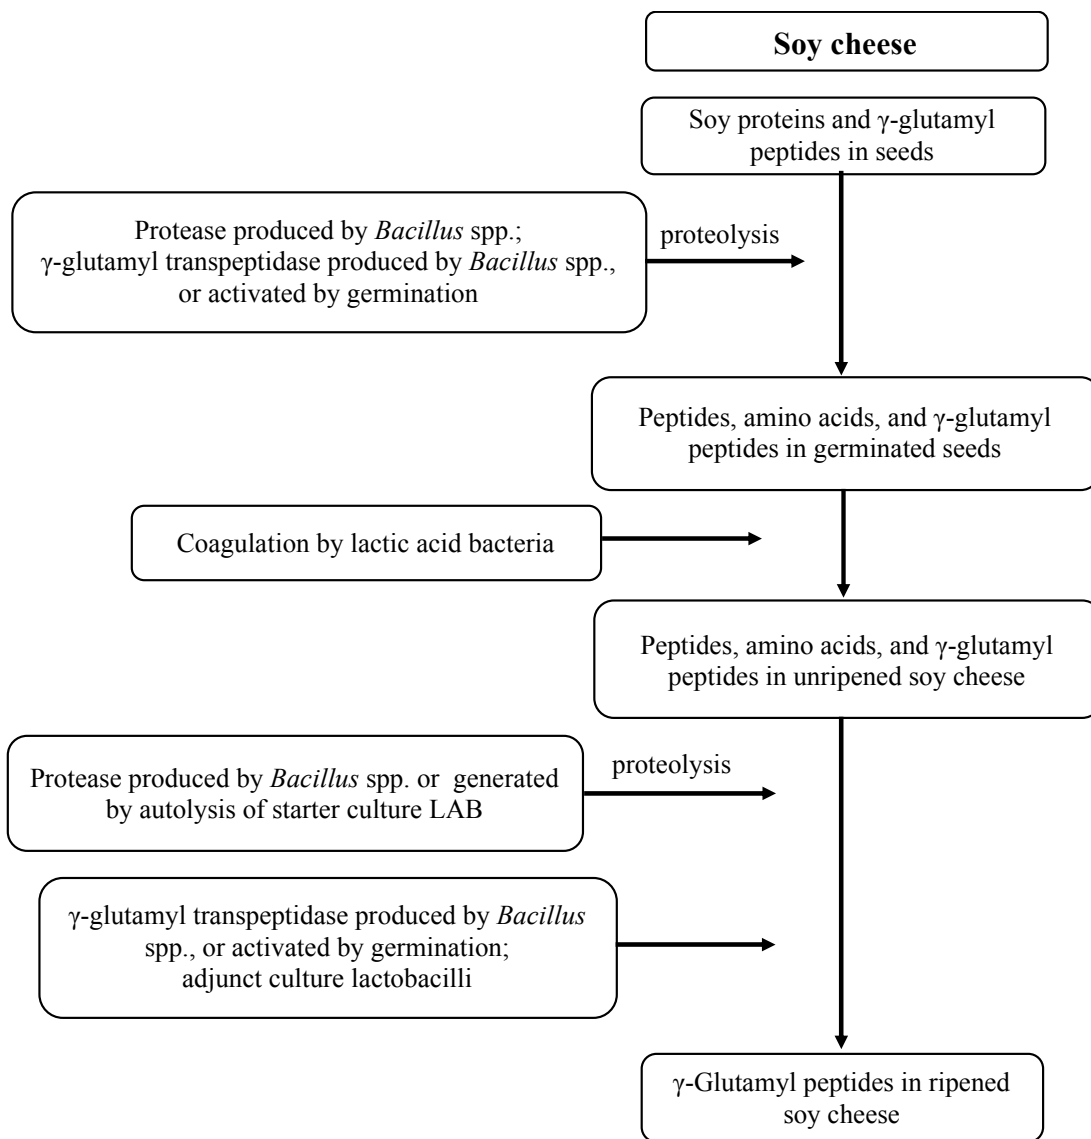 Soy cheese
Soy proteins and γ-glutamyl
peptides in seeds
Protease produced by Bacillus spp.;
γ-glutamyl transpeptidase produced by Bacillus spp.,
or activated by germination
proteolysis
Peptides, amino acids, and γ-glutamyl
peptides in germinated seeds
Coagulation by lactic acid bacteria
Peptides, amino acids, and γ-glutamyl
peptides in unripened soy cheese
Protease produced by Bacillus spp. or generated
by autolysis of starter culture LAB
proteolysis
γ-glutamyl transpeptidase produced by Bacillus
spp., or activated by germination;
adjunct culture lactobacilli
γ-Glutamyl peptides in ripened
soy cheese